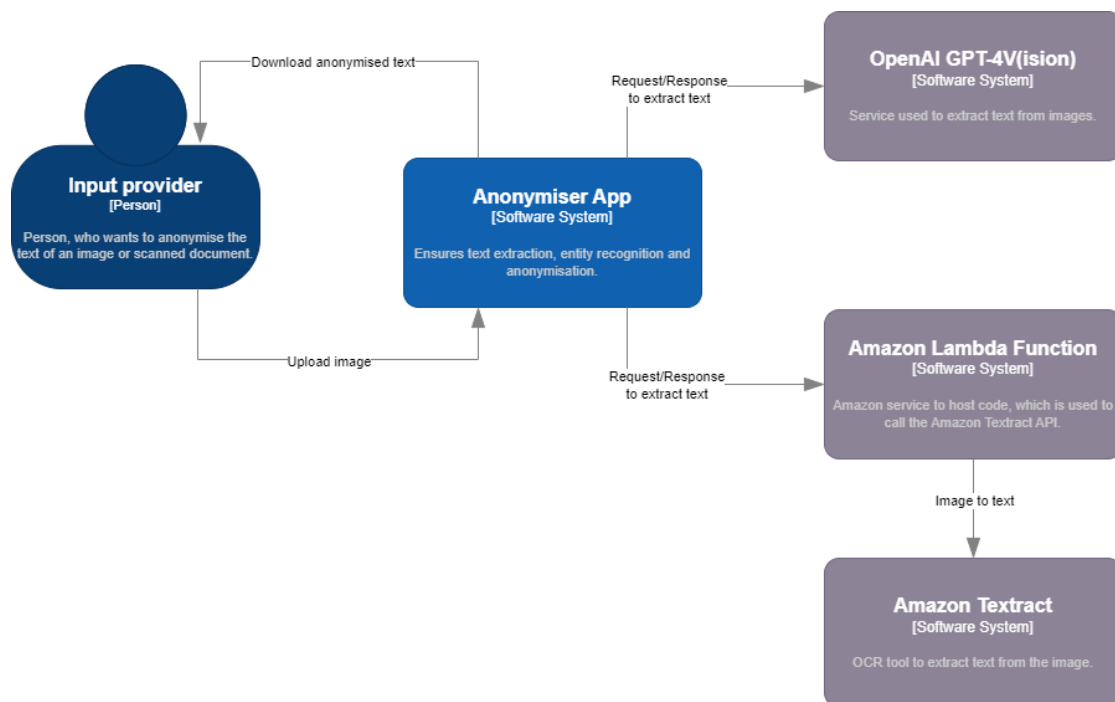 Download anonymised text
Input provider
[Person]
Person, who wants to anonymise the
text of an image or scanned document.
Upload image
Anonymiser App
[Software System]
Ensures text extraction, entity recognition and
anonymisation.
Request/Response
to extract text
OpenAI GPT-4V(ision)
[Software System]
Service used to extract text from images.
Request/Response
to extract text
Amazon Lambda Function
[Software System]
Amazon service to host code, which is used to
call the Amazon Textract API.
Image to text
Amazon Textract
[Software System]
OCR tool to extract text from the image.